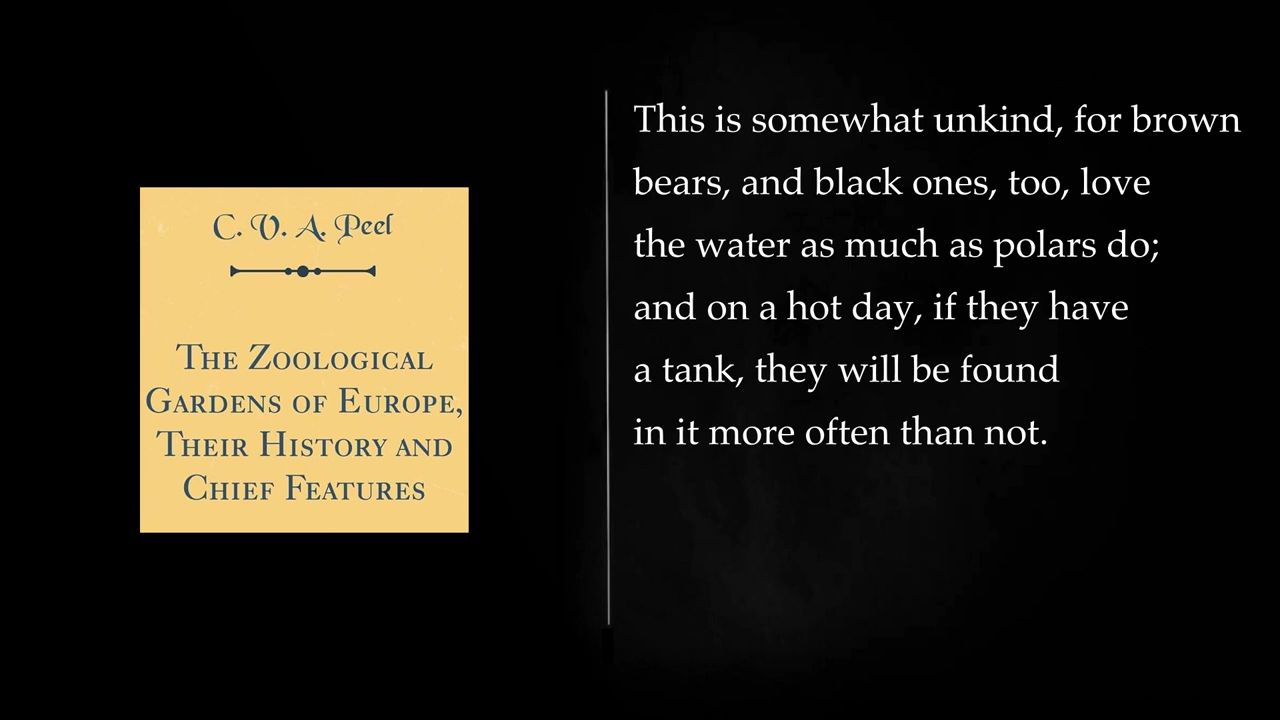 C. V. A. Peel
The Zoological
Gardens of Europe,
Their History and
Chief Features
This is somewhat unkind, for brown
bears, and black ones, too, love
the water as much as polars do;
and on a hot day, if they have
a tank, they will be found
in it more often than not.